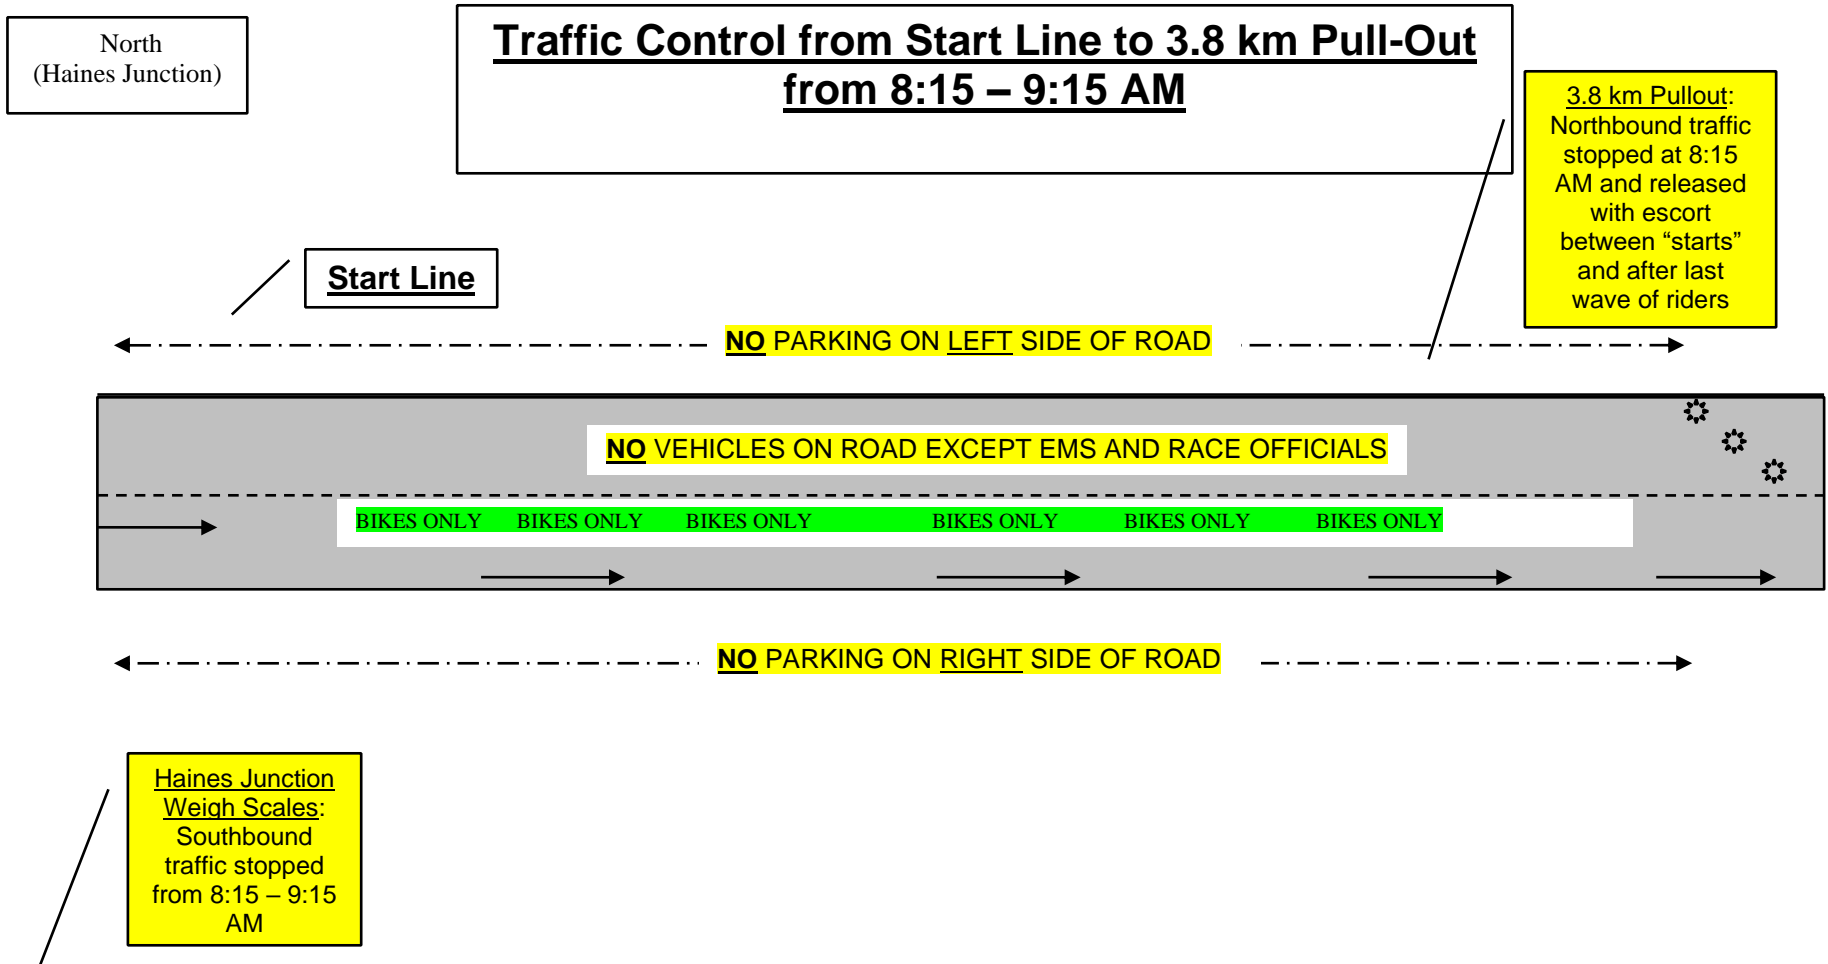 North
(Haines Junction)
Traffic Control from Start Line to 3.8 km Pull-Out
from 8:15 – 9:15 AM
3.8 km Pullout:
Northbound traffic
stopped at 8:15
AM and released
with escort
between “starts”
and after last
wave of riders
Start Line
NO PARKING ON LEFT SIDE OF ROAD
NO VEHICLES ON ROAD EXCEPT EMS AND RACE OFFICIALS
BIKES ONLY BIKES ONLY BIKES ONLY BIKES ONLY BIKES ONLY BIKES ONLY
NO PARKING ON RIGHT SIDE OF ROAD
Haines Junction
Weigh Scales:
Southbound
traffic stopped
from 8:15 – 9:15
AM